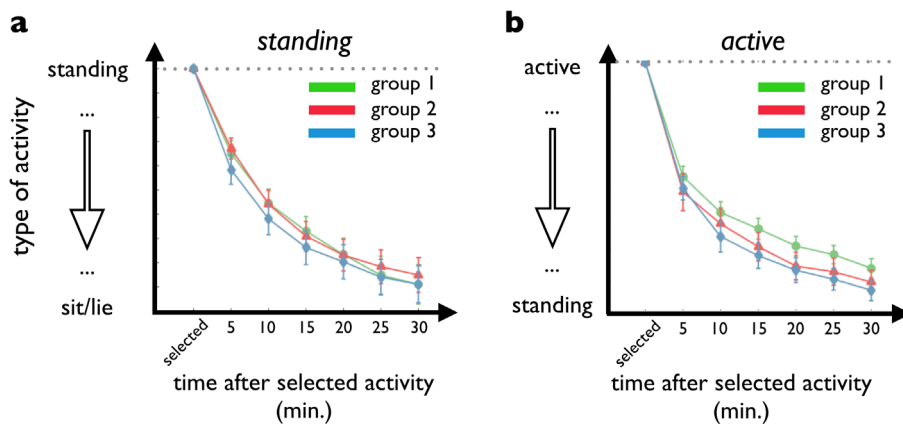 a
standing
standing
...
type of activity
...
sit/lie
group 1
group 2
group 3
selected 5 10 15 20 25 30
time after selected activity
(min.)
b
active
active
...
...
standing
group 1
group 2
group 3
selected 5 10 15 20 25 30
time after selected activity
(min.)